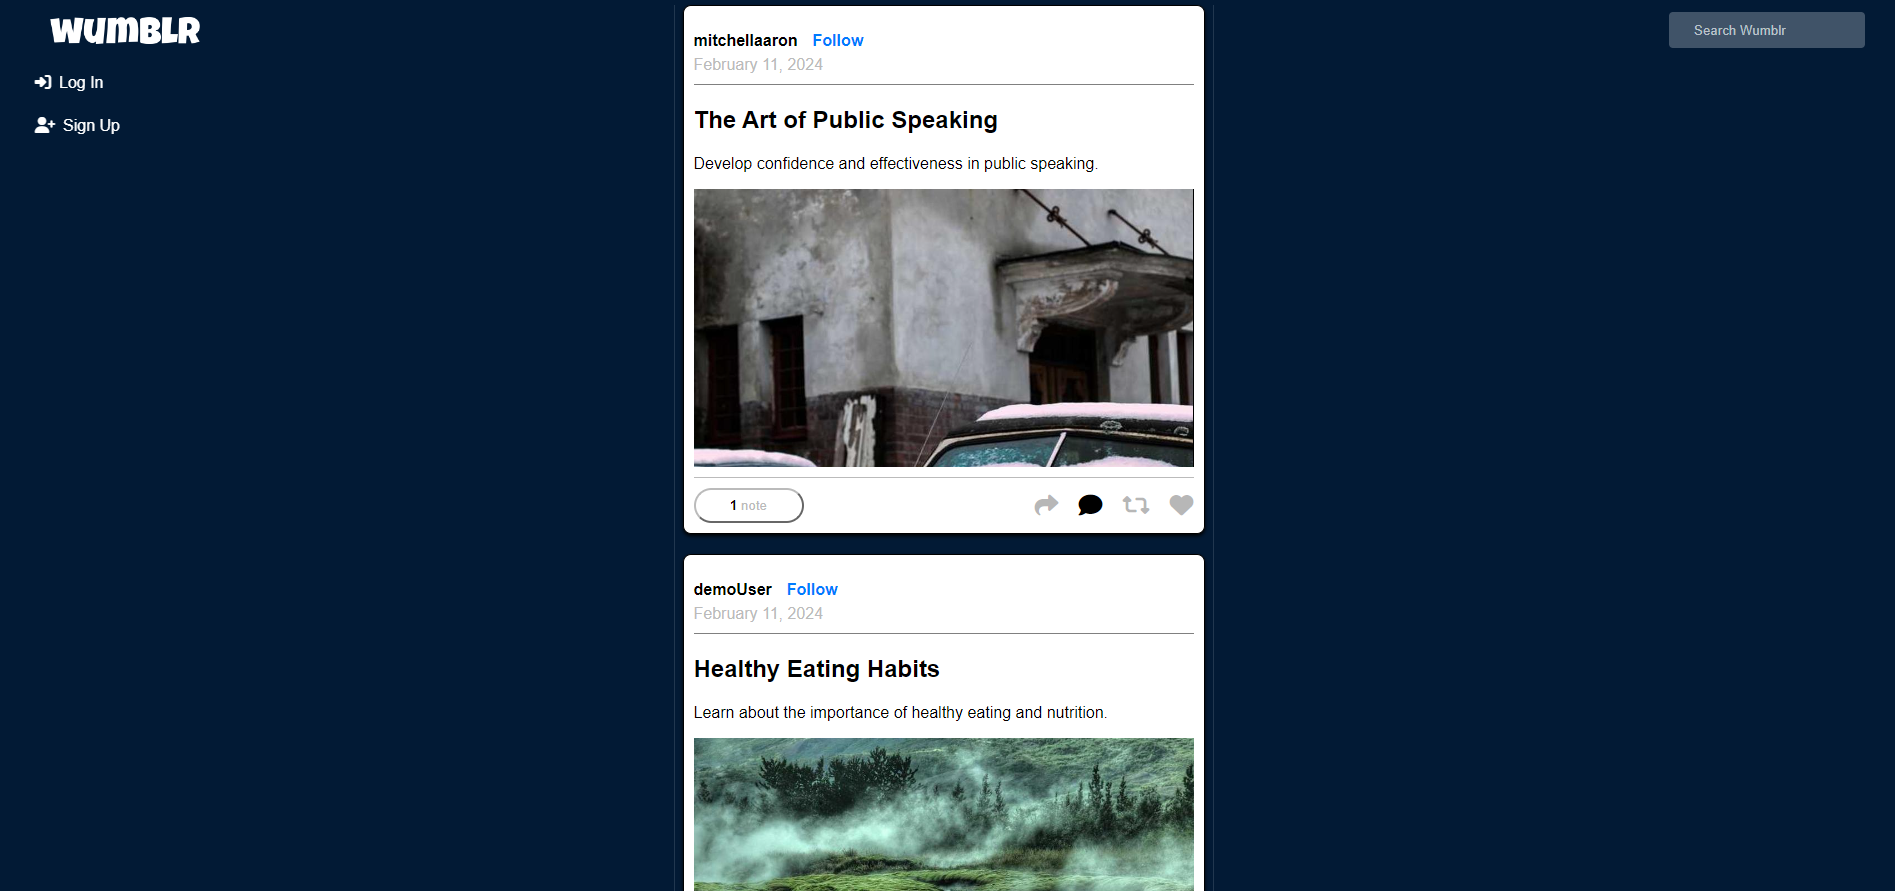 WUMBLR
Log In
Sign Up
Search Wumblr
mitchellaaron Follow
February 11, 2024
The Art of Public Speaking
Develop confidence and effectiveness in public speaking.
1 note
demoUser Follow
February 11, 2024
Healthy Eating Habits
Learn about the importance of healthy eating and nutrition.